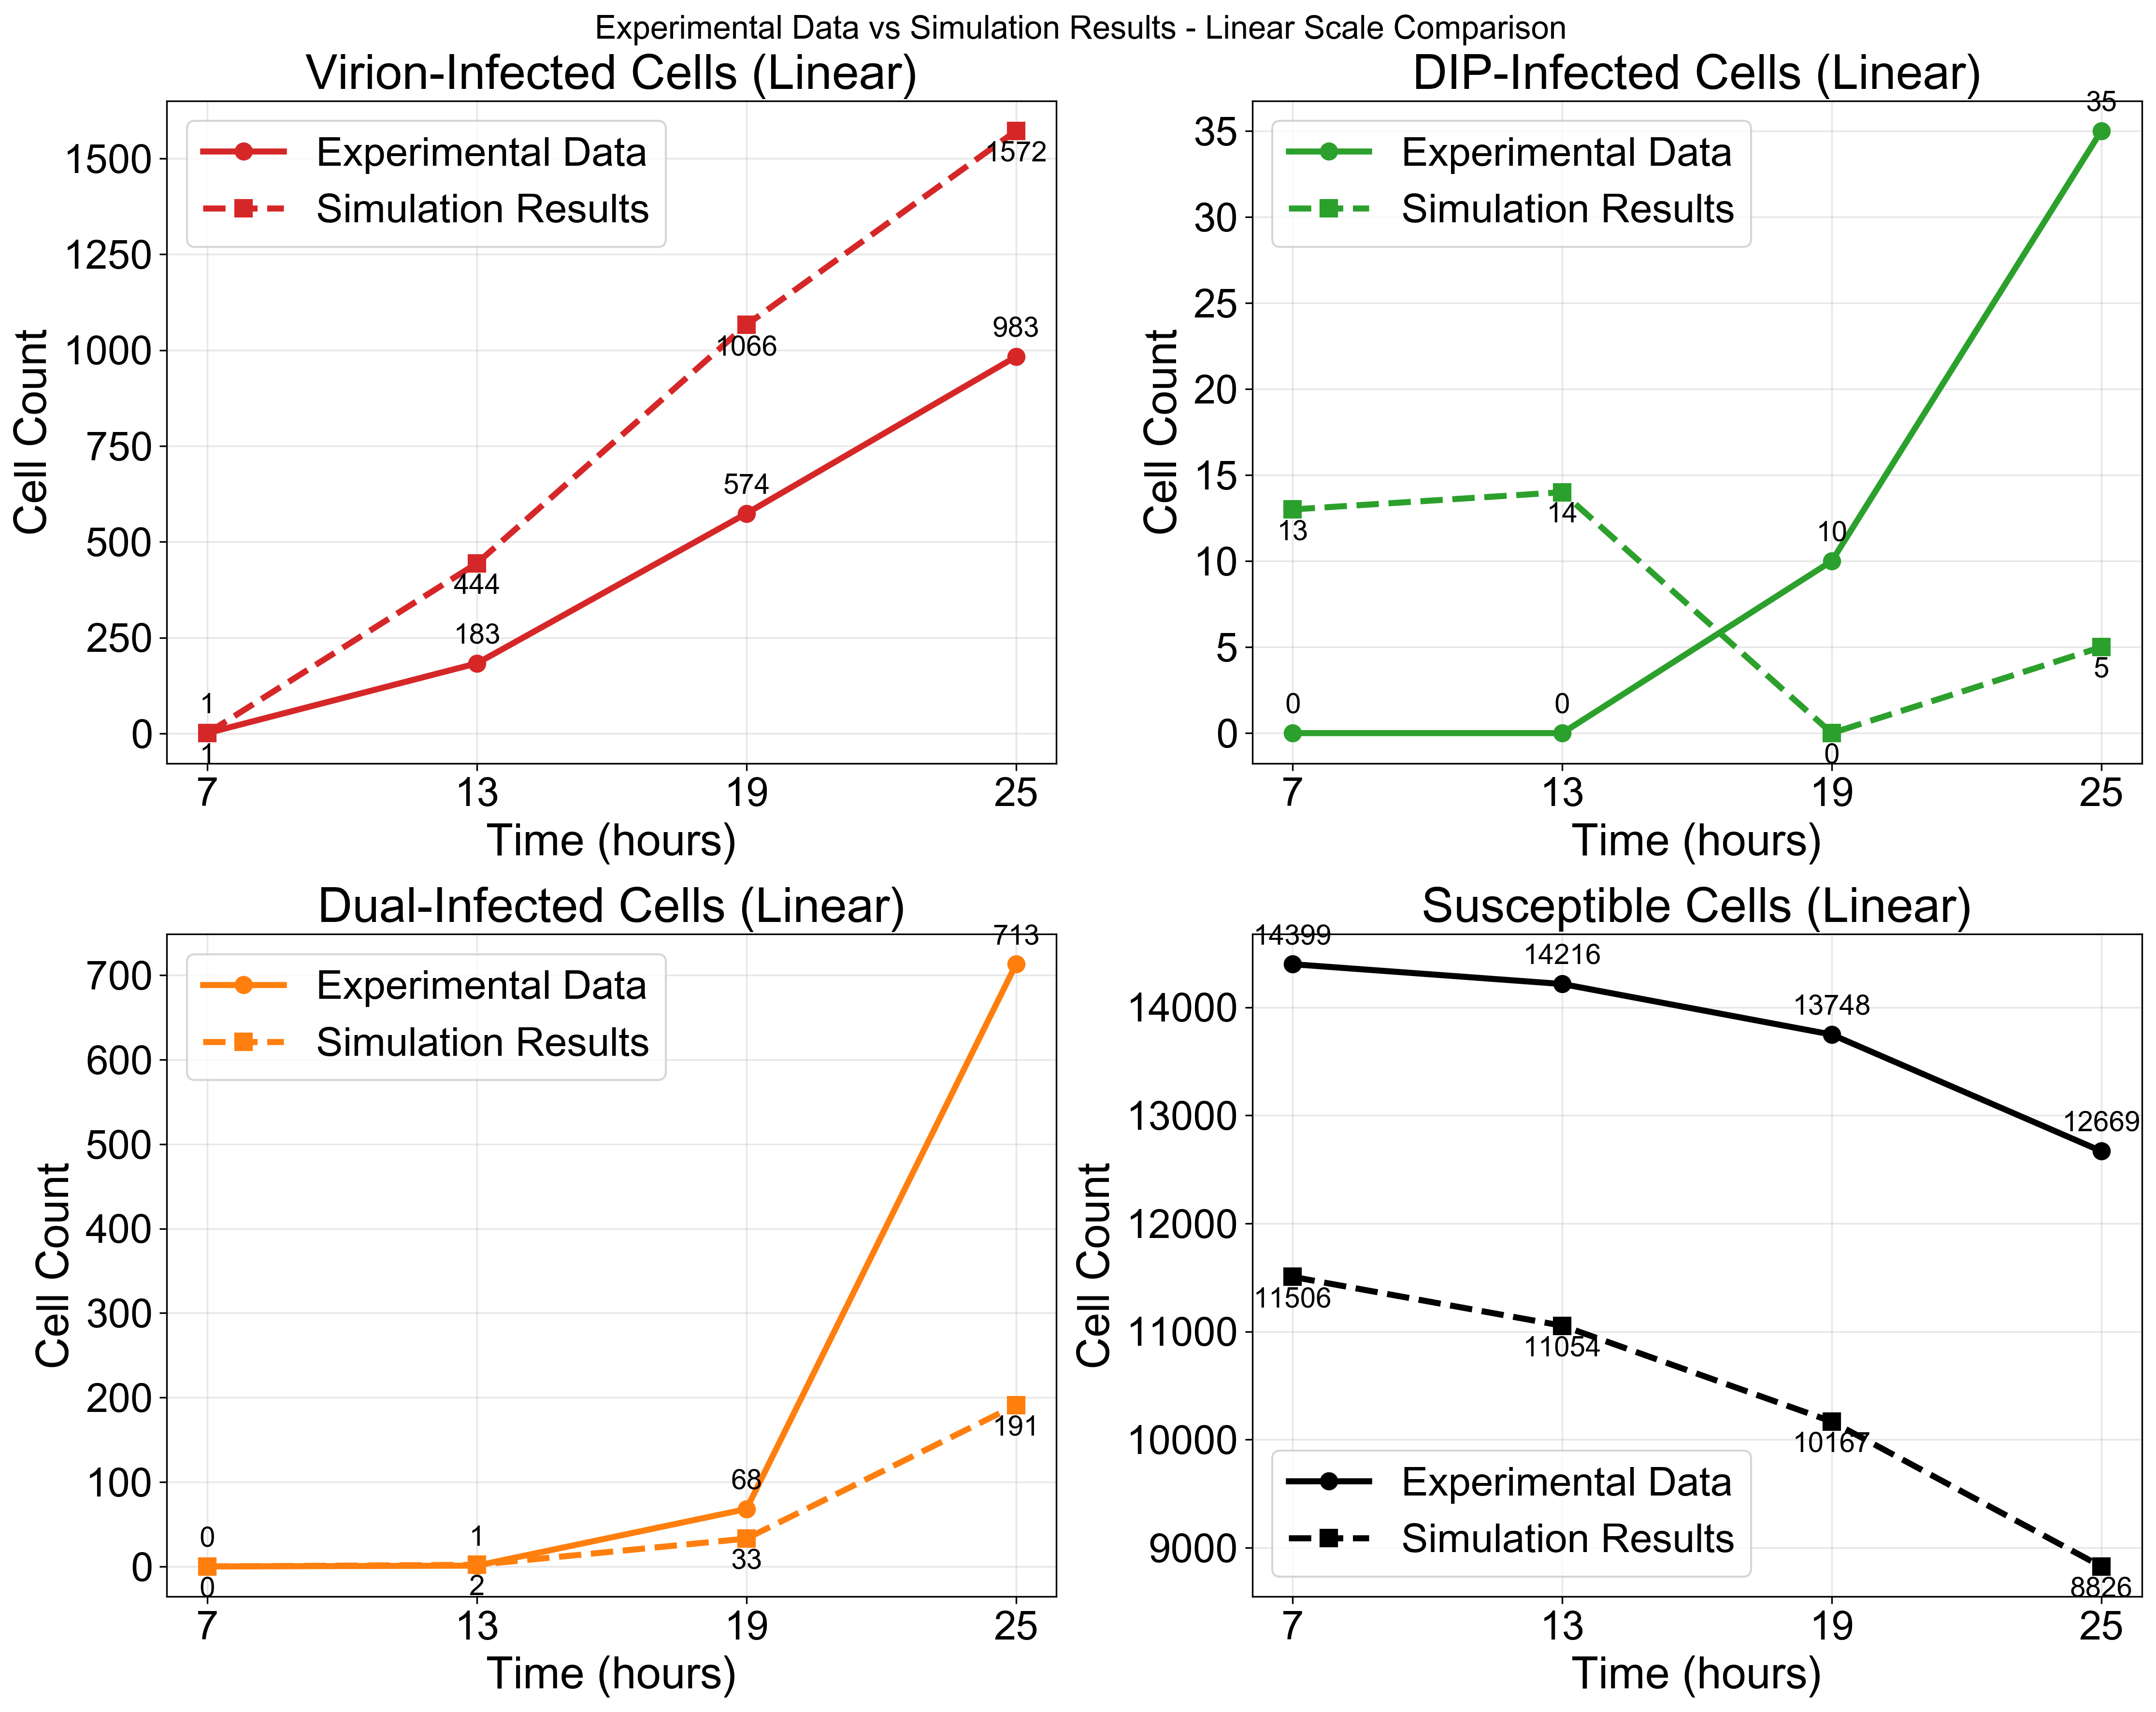 Experimental Data vs Simulation Results - Linear Scale Comparison
Virion-Infected Cells (Linear)
Experimental Data
Simulation Results
Cell Count
1500
1250
1000
750
500
250
0
1572
983
1066
574
444
183
1
1
7 13 19 25
Time (hours)
DIP-Infected Cells (Linear)
Experimental Data
Simulation Results
Cell Count
35
30
25
20
15
10
5
0
35
13
14
10
0
0
0
5
7 13 19 25
Time (hours)
Dual-Infected Cells (Linear)
Experimental Data
Simulation Results
Cell Count
700
600
500
400
300
200
100
0
713
191
68
33
0
1
0
2
7 13 19 25
Time (hours)
Susceptible Cells (Linear)
14399
14216
13748
12669
11506
11054
10167
8826
Cell Count
14000
13000
12000
11000
10000
9000
Experimental Data
Simulation Results
7 13 19 25
Time (hours)